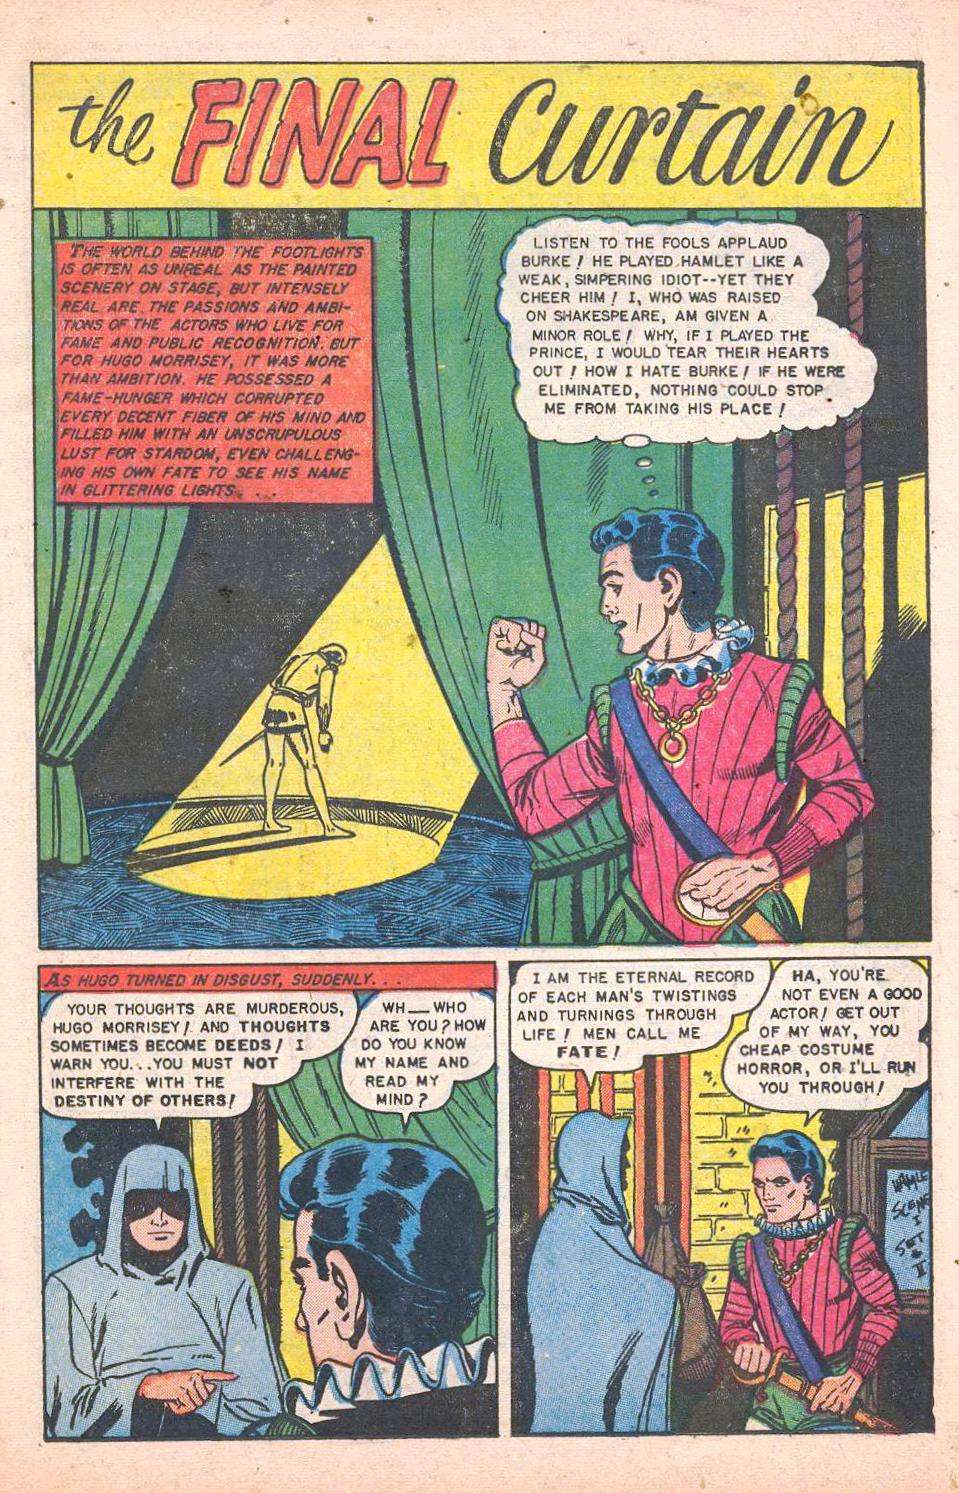 the FINAL Curtain
THE WORLD BEHIND THE FOOTLIGHTS
IS OFTEN AS UNREAL AS THE PAINTED
SCENERY ON STAGE, BUT INTENSELY
REAL ARE THE PASSIONS AND AMBI-
TIONS OF THE ACTORS WHO LIVE FOR
FAME AND PUBLIC RECOGNITION. BUT
FOR HUGO MORRISEY, IT WAS MORE
THAN AMBITION. HE POSSESSED A
FAME-HUNGER WHICH CORRUPTED
EVERY DECENT FIBER OF HIS MIND AND
FILLED HIM WITH AN UNSCRUPULOUS
LUST FOR STARDOM, EVEN CHALLENG-
ING HIS OWN FATE TO SEE HIS NAME
IN GLITTERING LIGHTS. . .
LISTEN TO THE FOOLS APPLAUD
BURKE! HE PLAYED HAMLET LIKE A
WEAK, SIMPERING IDIOT--YET THEY
CHEER HIM! I, WHO WAS RAISED
ON SHAKESPEARE, AM GIVEN A
MINOR ROLE! WHY, IF I PLAYED THE
PRINCE, I WOULD TEAR THEIR HEARTS
OUT! HOW I HATE BURKE! IF HE WERE
ELIMINATED, NOTHING COULD STOP
ME FROM TAKING HIS PLACE!
AS HUGO TURNED IN DISGUST, SUDDENLY. . .
YOUR THOUGHTS ARE MURDEROUS,
HUGO MORRISEY! AND THOUGHTS
SOMETIMES BECOME DEEDS! I
WARN YOU...YOU MUST NOT
INTERFERE WITH THE
DESTINY OF OTHERS!
WH__WHO
ARE YOU? HOW
DO YOU KNOW
MY NAME AND
READ MY
MIND?
I AM THE ETERNAL RECORD
OF EACH MAN'S TWISTINGS
AND TURNINGS THROUGH
LIFE! MEN CALL ME
FATE!
HA, YOU'RE
NOT EVEN A GOOD
ACTOR! GET OUT
OF MY WAY, YOU
CHEAP COSTUME
HORROR, OR I'LL RUN
YOU THROUGH!
HAMLE
SCENE
I
SET
&
II